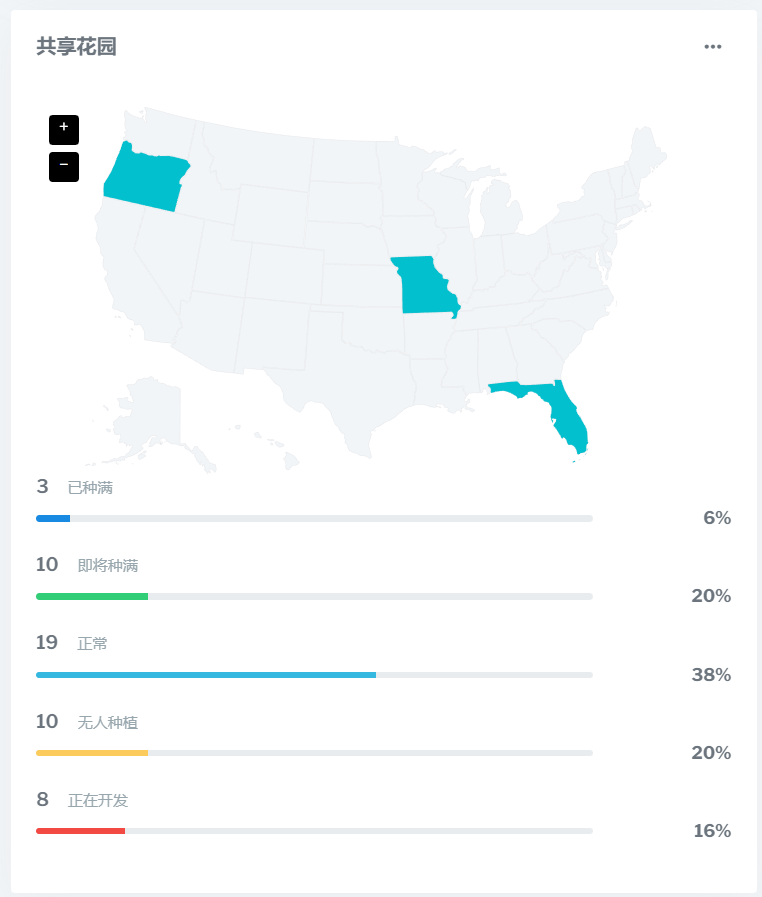 共享花园
+
−
3 已种满
6%
10 即将种满
20%
19 正常
38%
10 无人种植
20%
8 正在开发
16%